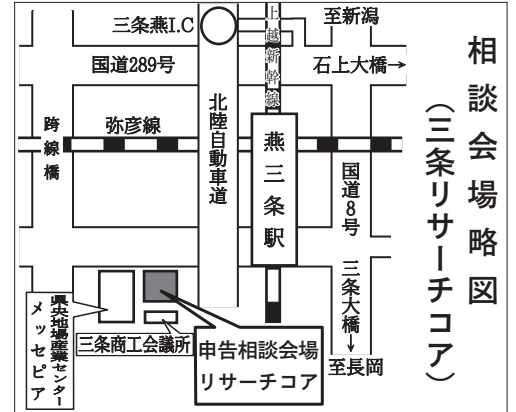 相談会場略図
（三条リサーチコア）
三条燕I.C
上越新幹線
至新潟
国道289号
石上大橋→
跨線橋
弥彦線
北陸自動車道
燕三条駅
国道8号
三条大橋→
至長岡
県央地場産業センター
メッセピア
三条商工会議所
申告相談会場
リサーチコア